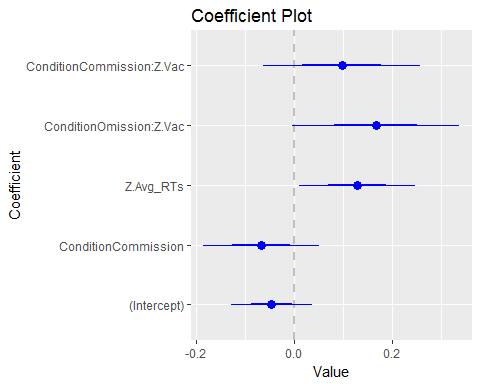 Coefficient Plot
Coefficient
ConditionCommission:Z.Vac
ConditionOmission:Z.Vac
Z.Avg_RTs
ConditionCommission
(Intercept)
-0.2
0.0
0.2
Value